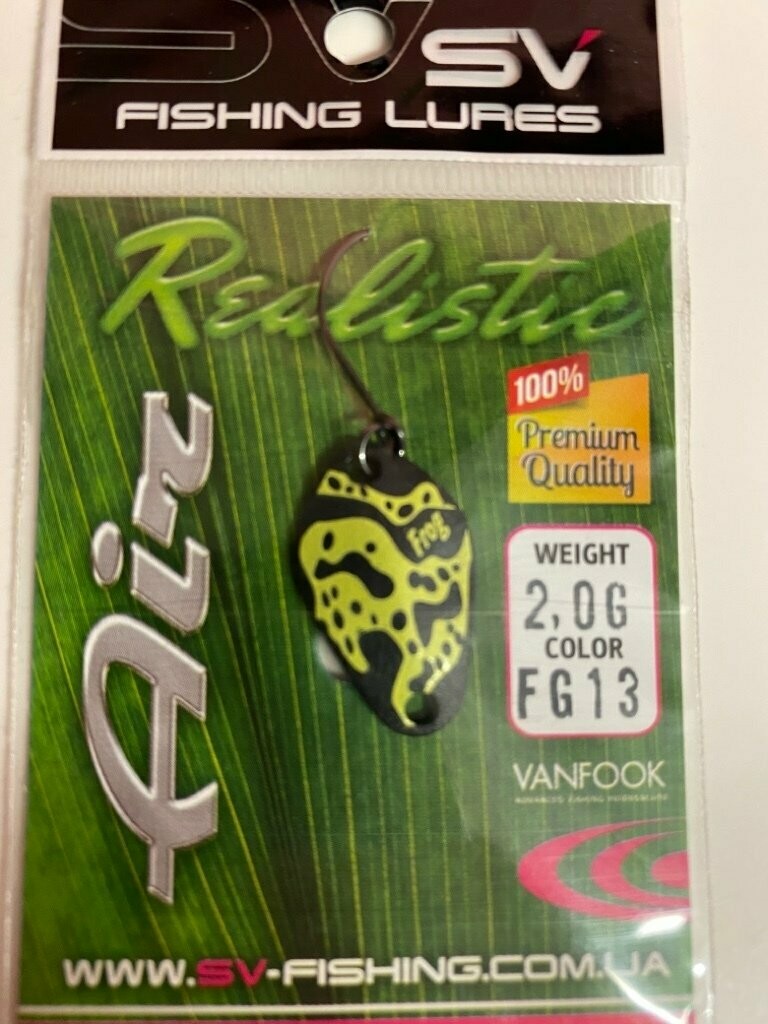 SV
FISHING LURES
Realistic
Air
100%
Premium
Quality
Frog
WEIGHT
2,0G
COLOR
FG13
VANFOOK
WWW.SV-FISHING.COM.UA